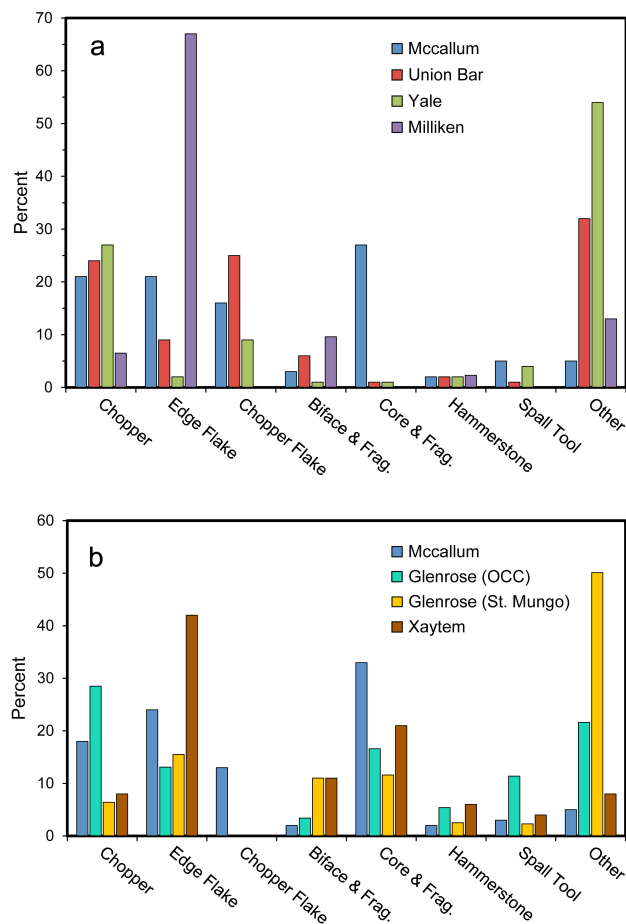 a
Mccallum
Union Bar
Yale
Milliken
Percent
70
60
50
40
30
20
10
0
Chopper
Edge Flake
Chopper Flake
Biface & Frag.
Core & Frag.
Hammerstone
Spall Tool
Other
b
Mccallum
Glenrose (OCC)
Glenrose (St. Mungo)
Xaytem
Percent
60
50
40
30
20
10
0
Chopper
Edge Flake
Chopper Flake
Biface & Frag.
Core & Frag.
Hammerstone
Spall Tool
Other